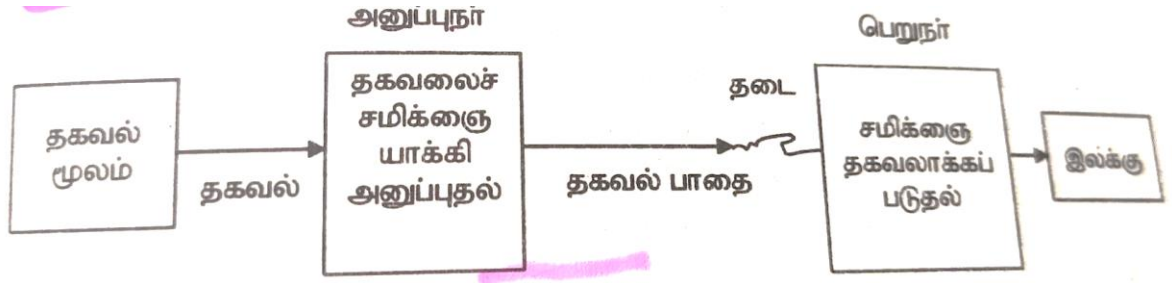 அனுப்புநர்
பெறுநர்
தகவல்
மூலம்
தகவல்
தகவலைச்
சமிக்ஞை
யாக்கி
அனுப்புதல்
தகவல் பாதை
தடை
சமிக்ஞை
தகவலாக்கப்
படுதல்
இலக்கு